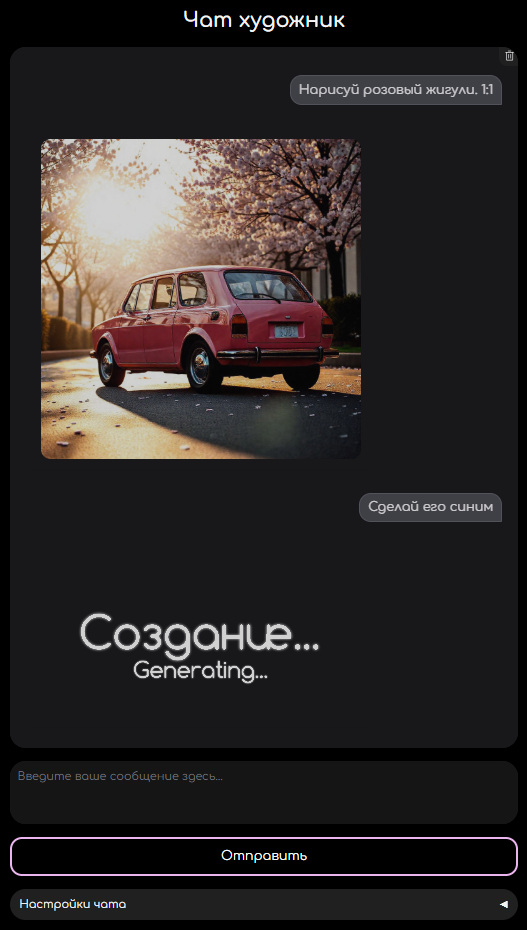 Чат художник
Нарисуй розовый жигули. 1:1
Сделай его синим
Создание...
Generating...
Введите ваше сообщение здесь...
Отправить
Настройки чата